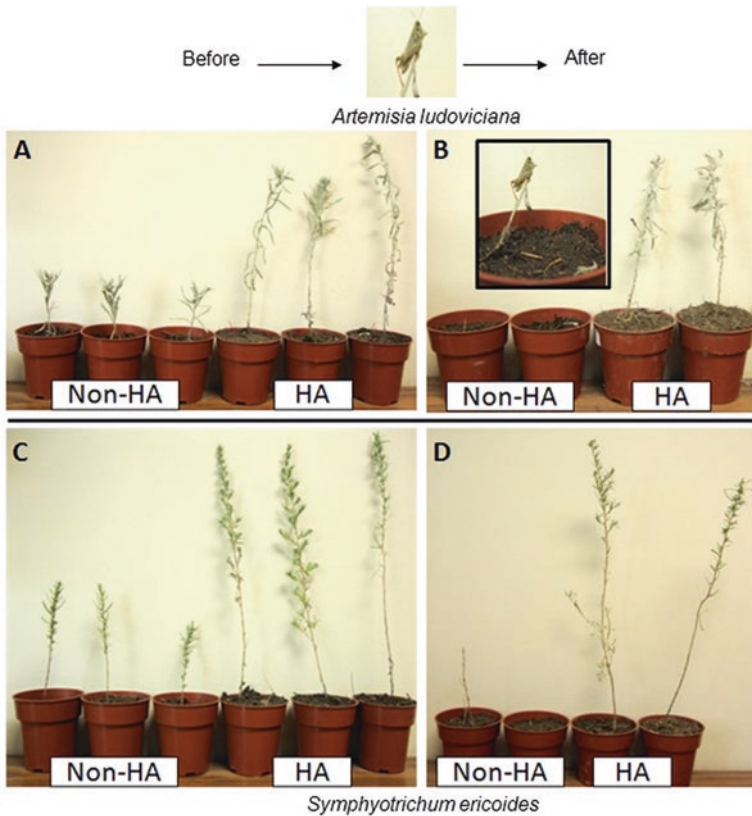 Before After
Artemisia ludoviciana
A B
Non-HA HA Non-HA HA
C D
Non-HA HA Non-HA HA
Symphyotrichum ericoides